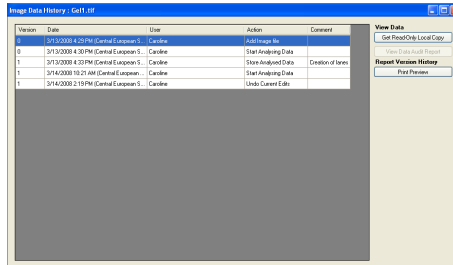 Image Data History : Gel1.tif
Version Date User Action Comment
0 3/13/2008 4:29 PM (Central European S... Caroline Add Image file
0 3/13/2008 4:30 PM (Central European S... Caroline Start Analysing Data
1 3/13/2008 4:33 PM (Central European S... Caroline Store Analysed Data Creation of lanes
1 3/14/2008 10:21 AM (Central European ... Caroline Start Analysing Data
1 3/14/2008 2:19 PM (Central European S... Caroline Undo Current Edits
View Data
Get Read-Only Local Copy
View Data Audit Report
Report Version History
Print Preview